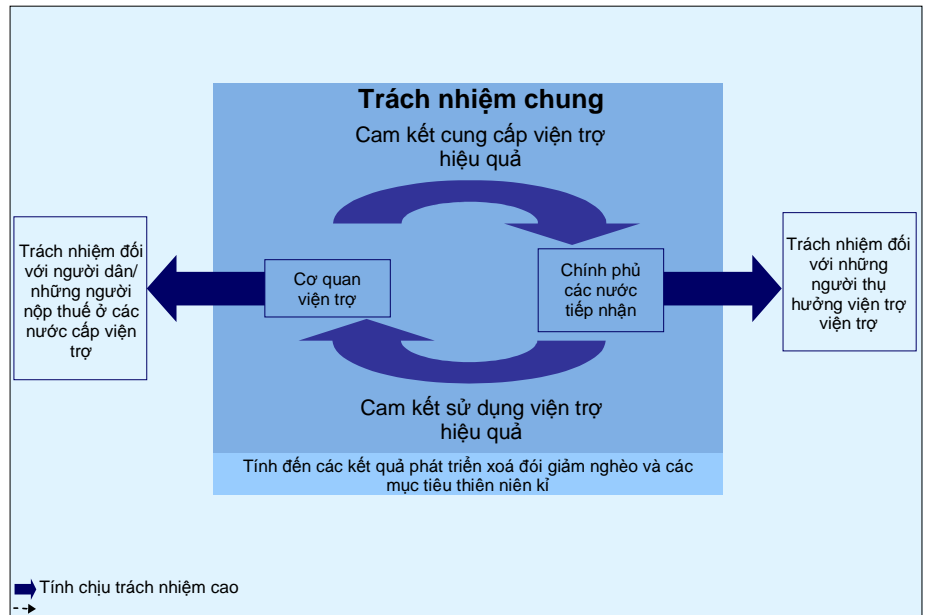 Trách nhiệm chung
Cam kết cung cấp viện trợ
hiệu quả
Trách nhiệm đối
với người dân/
những người
nộp thuế ở các
nước cấp viện
trợ
Cơ quan
viện trợ
Chính phủ
các nước
tiếp nhận
Trách nhiệm đối
với những
người thụ
hưởng viện trợ
viện trợ
Cam kết sử dụng viện trợ
hiệu quả
Tính đến các kết quả phát triển xoá đói giảm nghèo và các
mục tiêu thiên niên kỉ
Tính chịu trách nhiệm cao